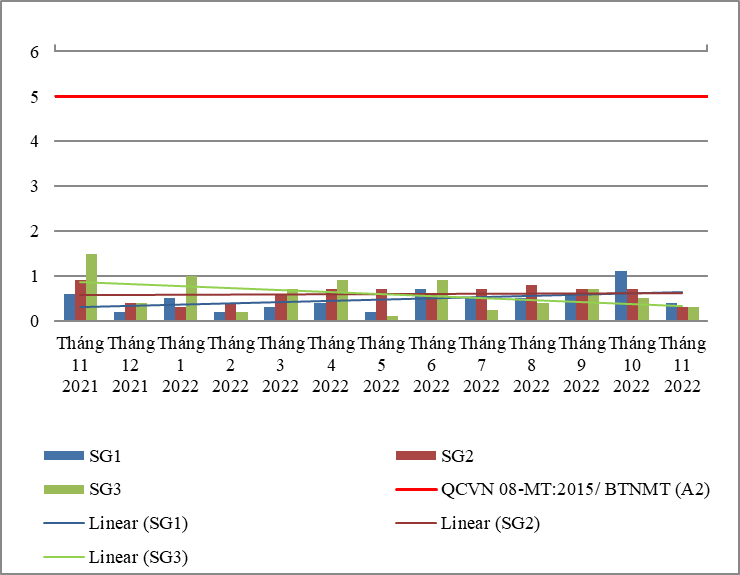 6
5
4
3
2
1
0
Tháng 11 2021
Tháng 12 2021
Tháng 1 2022
Tháng 2 2022
Tháng 3 2022
Tháng 4 2022
Tháng 5 2022
Tháng 6 2022
Tháng 7 2022
Tháng 8 2022
Tháng 9 2022
Tháng 10 2022
Tháng 11 2022
SG1
SG2
SG3
QCVN 08-MT:2015/ BTNMT (A2)
Linear (SG1)
Linear (SG2)
Linear (SG3)